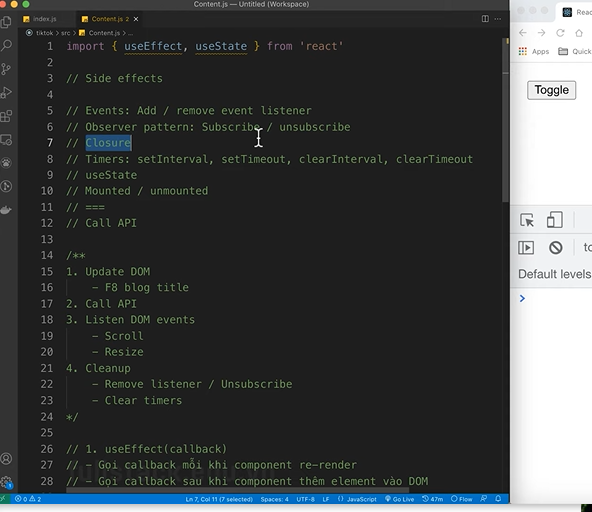 Content.js — Untitled (Workspace)
index.js
Content.js 2
tiktok > src > Content.js > ...
1 import { useEffect, useState } from 'react'
2
3 // Side effects
4
5 // Events: Add / remove event listener
6 // Observer pattern: Subscribe / unsubscribe
7 // Closure
8 // Timers: setInterval, setTimeout, clearInterval, clearTimeout
9 // useState
10 // Mounted / unmounted
11 // ===
12 // Call API
13
14 /**
15 1. Update DOM
16 - F8 blog title
17 2. Call API
18 3. Listen DOM events
19 - Scroll
20 - Resize
21 4. Cleanup
22 - Remove listener / Unsubscribe
23 - Clear timers
24 */
25
26 // 1. useEffect(callback)
27 // - Gọi callback mỗi khi component re-render
28 // - Gọi callback sau khi component thêm element vào DOM
0 2
Ln 7, Col 11 (7 selected)
Spaces: 4
UTF-8
LF
{} JavaScript
Go Live
47m
Flow
Reac
Apps
Quick
Toggle
to
Default levels